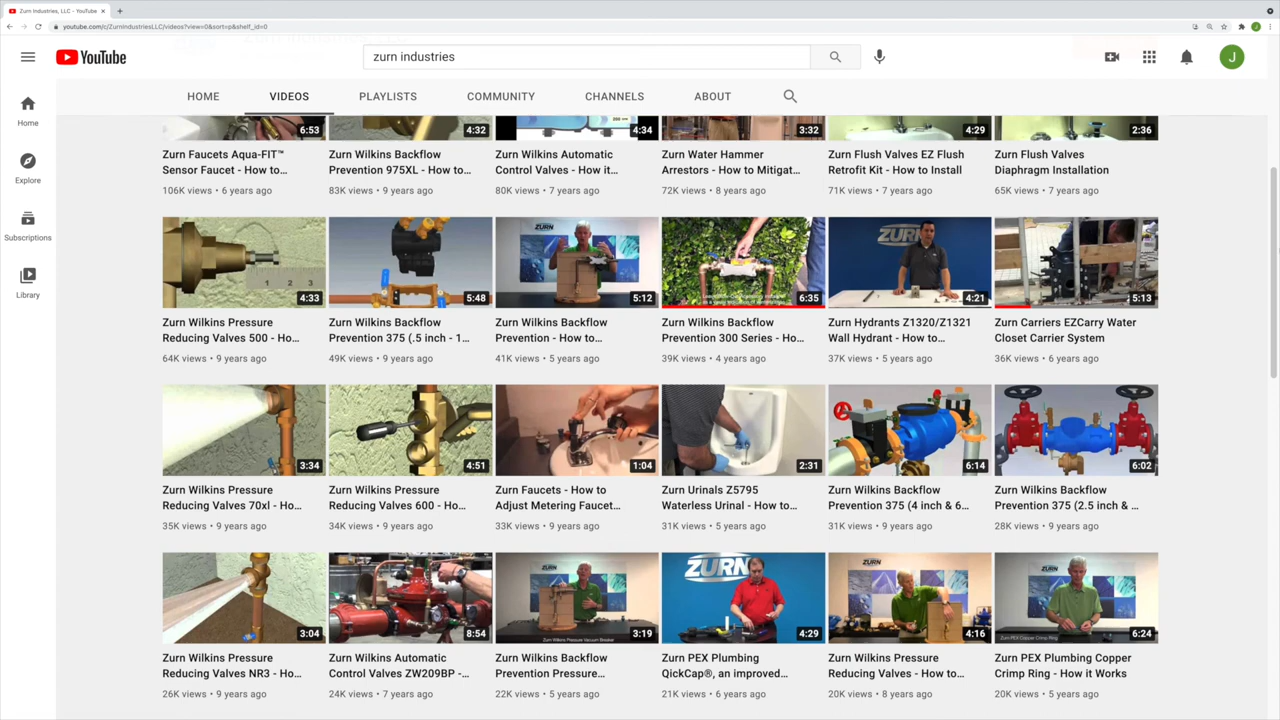 Zurn Industries, LLC - YouTube
youtube.com/c/ZurnIndustriesLLC/videos?view=0&sort=p&shelf_id=0
YouTube
zurn industries
J
HOME VIDEOS PLAYLISTS COMMUNITY CHANNELS ABOUT
Home
Explore
Subscriptions
Library
6:53 4:32 4:34 3:32 4:29 2:36
Zurn Faucets Aqua-FIT™ Sensor Faucet - How to...
106K views • 6 years ago
Zurn Wilkins Backflow Prevention 975XL - How to...
83K views • 9 years ago
Zurn Wilkins Automatic Control Valves - How it...
80K views • 7 years ago
Zurn Water Hammer Arrestors - How to Mitigat...
72K views • 8 years ago
Zurn Flush Valves EZ Flush Retrofit Kit - How to Install
71K views • 7 years ago
Zurn Flush Valves Diaphragm Installation
65K views • 7 years ago
1 2 3
4:33 5:48 5:12 6:35 4:21 5:13
ZURN
Zurn Wilkins Pressure Reducing Valves 500 - Ho...
64K views • 9 years ago
Zurn Wilkins Backflow Prevention 375 (.5 inch - 1...
49K views • 9 years ago
Zurn Wilkins Backflow Prevention - How to...
41K views • 5 years ago
Zurn Wilkins Backflow Prevention 300 Series - Ho...
39K views • 4 years ago
Zurn Hydrants Z1320/Z1321 Wall Hydrant - How to...
37K views • 5 years ago
Zurn Carriers EZCarry Water Closet Carrier System
36K views • 6 years ago
3:34 4:51 1:04 2:31 6:14 6:02
Zurn Wilkins Pressure Reducing Valves 70xl - Ho...
35K views • 9 years ago
Zurn Wilkins Pressure Reducing Valves 600 - Ho...
34K views • 9 years ago
Zurn Faucets - How to Adjust Metering Faucet...
33K views • 9 years ago
Zurn Urinals Z5795 Waterless Urinal - How to...
31K views • 5 years ago
Zurn Wilkins Backflow Prevention 375 (4 inch & 6...
31K views • 9 years ago
Zurn Wilkins Backflow Prevention 375 (2.5 inch & ...
28K views • 9 years ago
3:04 8:54 3:19 4:29 4:16 6:24
ZURN
Zurn Wilkins Pressure Vacuum Breaker
Zurn PEX Copper Crimp Ring
Zurn Wilkins Pressure Reducing Valves NR3 - Ho...
26K views • 9 years ago
Zurn Wilkins Automatic Control Valves ZW209BP -...
24K views • 7 years ago
Zurn Wilkins Backflow Prevention Pressure...
22K views • 5 years ago
Zurn PEX Plumbing QickCap®, an improved...
21K views • 6 years ago
Zurn Wilkins Pressure Reducing Valves - How to...
20K views • 8 years ago
Zurn PEX Plumbing Copper Crimp Ring - How it Works
20K views • 5 years ago